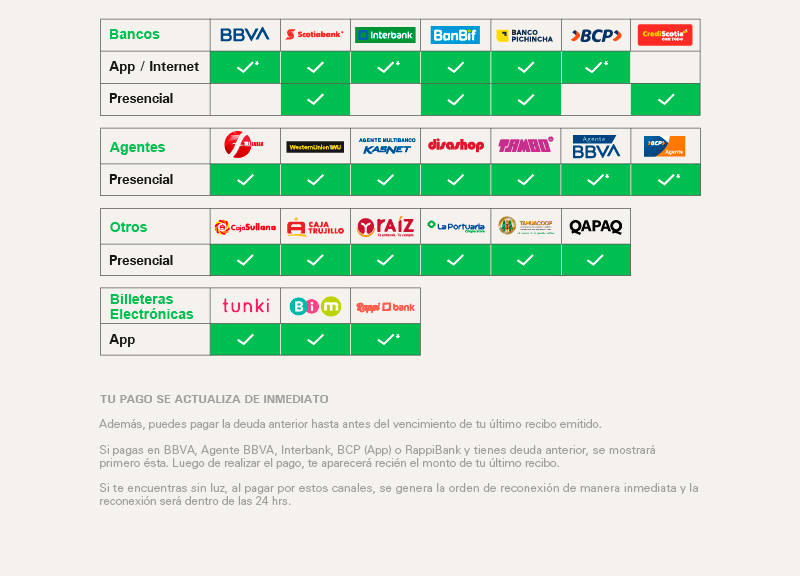 Bancos BBVA Scotiabank Interbank BanBif BANCO PICHINCHA BCP CrediScotia CON TODO
App / Internet
Presencial
Agentes WesternUnion WU AGENTE MULTIBANCO KASNET disashop TAMBO Agente BBVA BCP Agente
Presencial
Otros CajaSullana CAJA TRUJILLO raíz La Portuaria TAHUACOOP QAPAQ
Presencial
Billeteras
Electrónicas tunki Bim Rappi bank
App
TU PAGO SE ACTUALIZA DE INMEDIATO
Además, puedes pagar la deuda anterior hasta antes del vencimiento de tu último recibo emitido.
Si pagas en BBVA, Agente BBVA, Interbank, BCP (App) o RappiBank y tienes deuda anterior, se mostrará
primero ésta. Luego de realizar el pago, te aparecerá recién el monto de tu último recibo.
Si te encuentras sin luz, al pagar por estos canales, se genera la orden de reconexión de manera inmediata y la
reconexión será dentro de las 24 hrs.